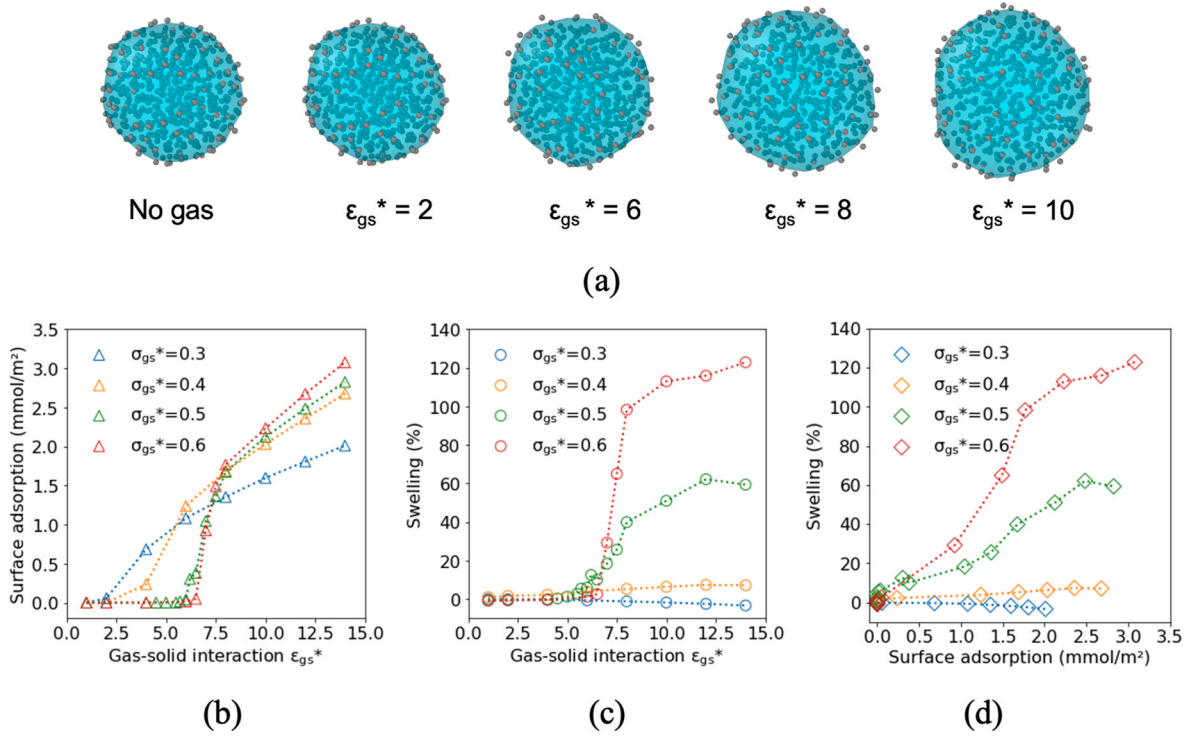 No gas
εgs* = 2
εgs* = 6
εgs* = 8
εgs* = 10
(a)
Surface adsorption (mmol/m²)
3.5
3.0
2.5
2.0
1.5
1.0
0.5
0.0
σgs*=0.3
σgs*=0.4
σgs*=0.5
σgs*=0.6
0.0 2.5 5.0 7.5 10.0 12.5 15.0
Gas-solid interaction εgs*
(b)
Swelling (%)
140
120
100
80
60
40
20
0
σgs*=0.3
σgs*=0.4
σgs*=0.5
σgs*=0.6
0.0 2.5 5.0 7.5 10.0 12.5 15.0
Gas-solid interaction εgs*
(c)
Swelling (%)
140
120
100
80
60
40
20
0
σgs*=0.3
σgs*=0.4
σgs*=0.5
σgs*=0.6
0.0 0.5 1.0 1.5 2.0 2.5 3.0 3.5
Surface adsorption (mmol/m²)
(d)